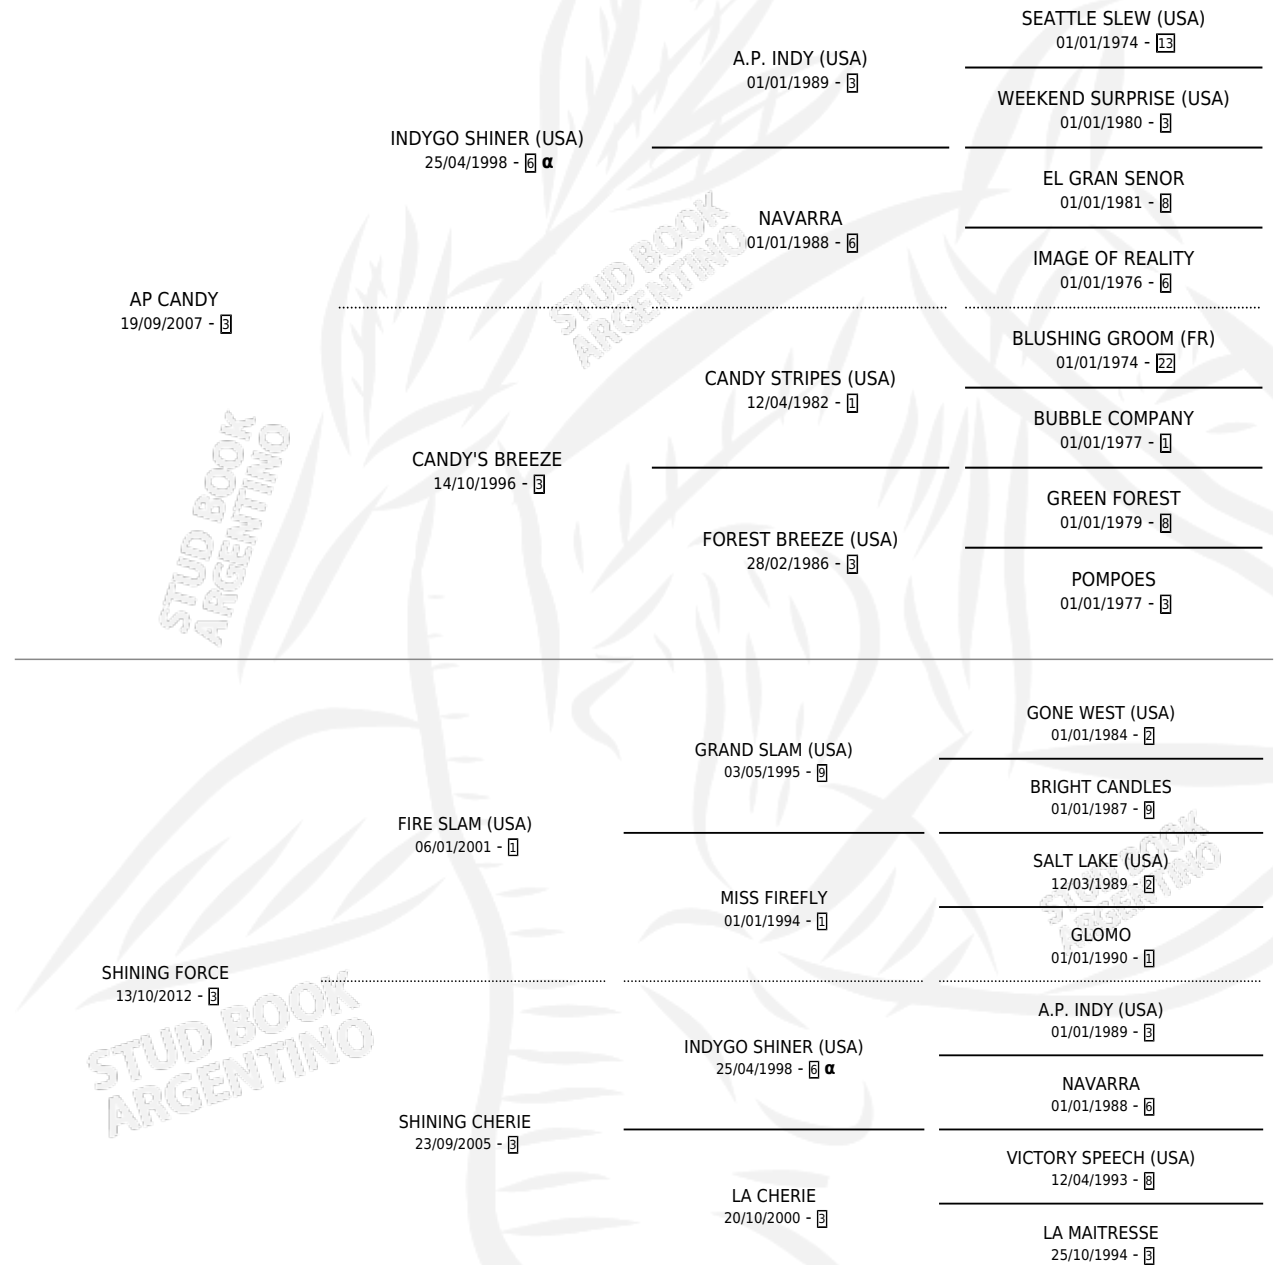 SEATTLE SLEW (USA)
01/01/1974 - 13
A.P. INDY (USA)
01/01/1989 - 3
WEEKEND SURPRISE (USA)
01/01/1980 - 3
INDYGO SHINER (USA)
25/04/1998 - 6 α
EL GRAN SENOR
01/01/1981 - 8
NAVARRA
01/01/1988 - 6
IMAGE OF REALITY
01/01/1976 - 6
AP CANDY
19/09/2007 - 3
BLUSHING GROOM (FR)
01/01/1974 - 22
CANDY STRIPES (USA)
12/04/1982 - 1
BUBBLE COMPANY
01/01/1977 - 1
CANDY'S BREEZE
14/10/1996 - 3
GREEN FOREST
01/01/1979 - 8
FOREST BREEZE (USA)
28/02/1986 - 3
POMPOES
01/01/1977 - 3
GONE WEST (USA)
01/01/1984 - 2
GRAND SLAM (USA)
03/05/1995 - 9
BRIGHT CANDLES
01/01/1987 - 9
FIRE SLAM (USA)
06/01/2001 - 1
SALT LAKE (USA)
12/03/1989 - 2
MISS FIREFLY
01/01/1994 - 1
GLOMO
01/01/1990 - 1
SHINING FORCE
13/10/2012 - 3
A.P. INDY (USA)
01/01/1989 - 3
INDYGO SHINER (USA)
25/04/1998 - 6 α
NAVARRA
01/01/1988 - 6
SHINING CHERIE
23/09/2005 - 3
VICTORY SPEECH (USA)
12/04/1993 - 8
LA CHERIE
20/10/2000 - 3
LA MAITRESSE
25/10/1994 - 3
STUD BOOK
ARGENTINO
STUD BOOK
ARGENTINO
STUD BOOK
ARGENTINO
STUD BOOK
ARGENTINO